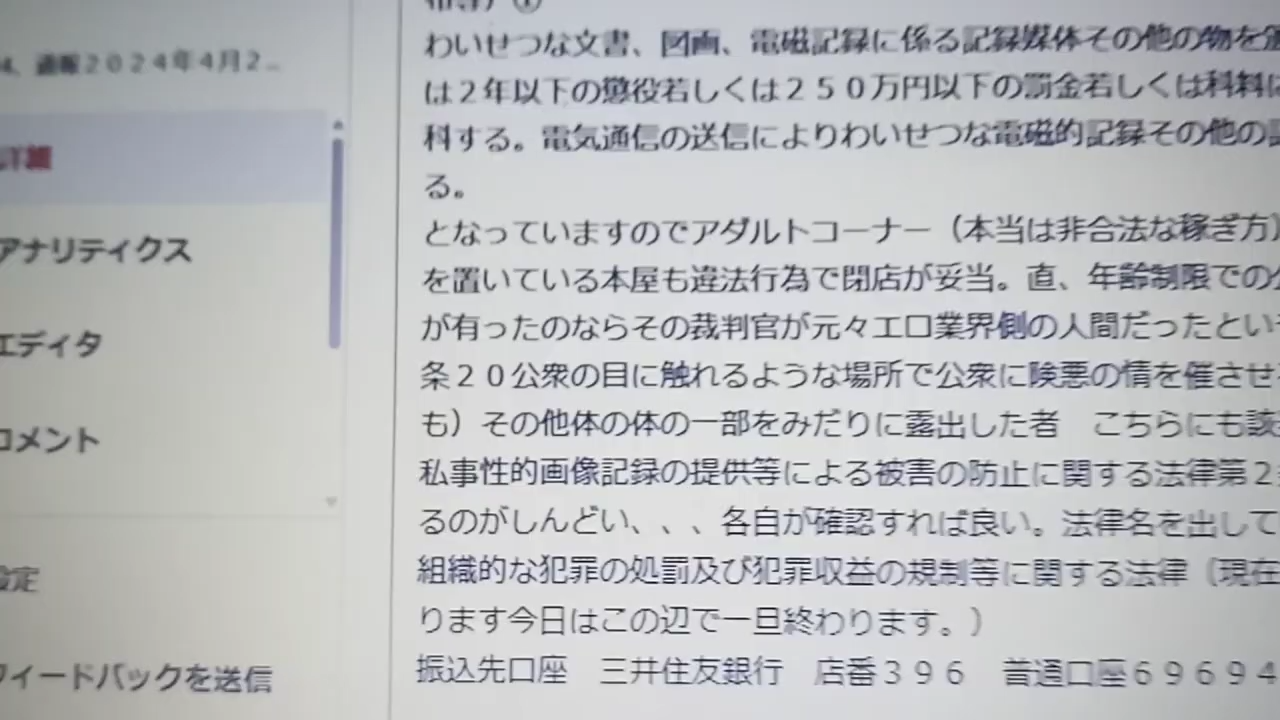 通報2024年4月2...
詳細
アナリティクス
エディタ
コメント
設定
フィードバックを送信
わいせつな文書、図画、電磁記録に係る記録媒体その他の物を
は2年以下の懲役若しくは250万円以下の罰金若しくは科料に
科する。電気通信の送信によりわいせつな電磁的記録その他の
る。
となっていますのでアダルトコーナー（本当は非合法な稼ぎ方）
を置いている本屋も違法行為で閉店が妥当。直、年齢制限での
が有ったのならその裁判官が元々エロ業界側の人間だったとい
条20公衆の目に触れるような場所で公衆に険悪の情を催させ
も）その他体の体の一部をみだりに露出した者　こちらにも該
私事性的画像記録の提供等による被害の防止に関する法律第2
るのがしんどい、、、各自が確認すれば良い。法律名を出して
組織的な犯罪の処罰及び犯罪収益の規制等に関する法律（現在
ります今日はこの辺で一旦終わります。）
振込先口座　三井住友銀行　店番396　普通口座69694